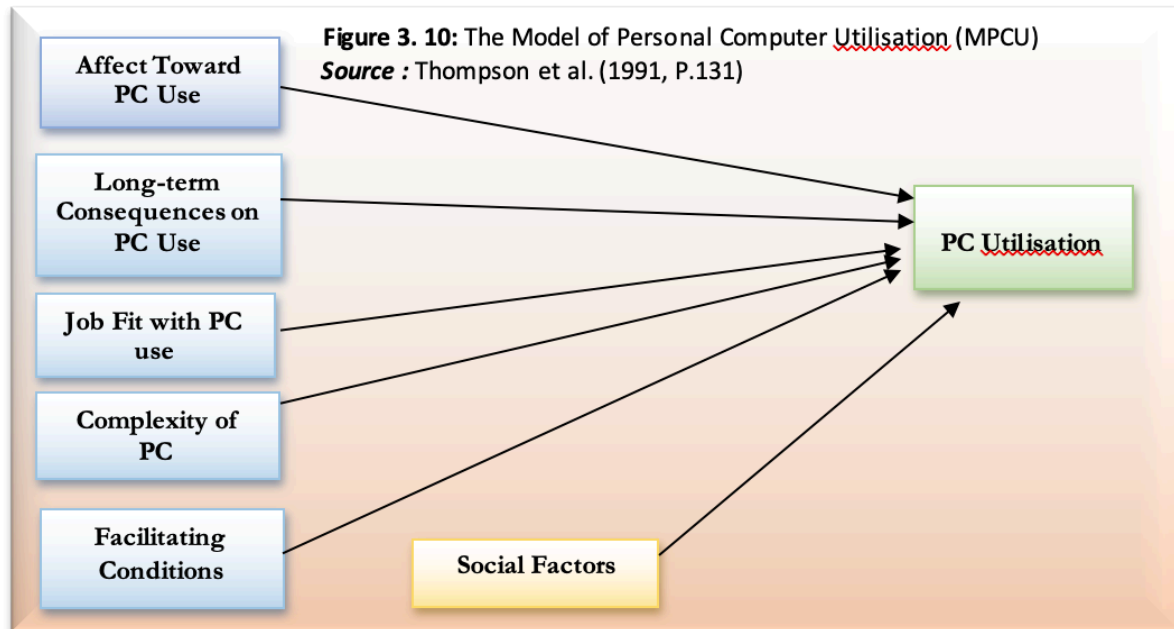 Figure 3. 10: The Model of Personal Computer Utilisation (MPCU)
Source : Thompson et al. (1991, P.131)
Affect Toward
PC Use
Long-term
Consequences on
PC Use
Job Fit with PC
use
Complexity of
PC
Facilitating
Conditions
Social Factors
PC Utilisation